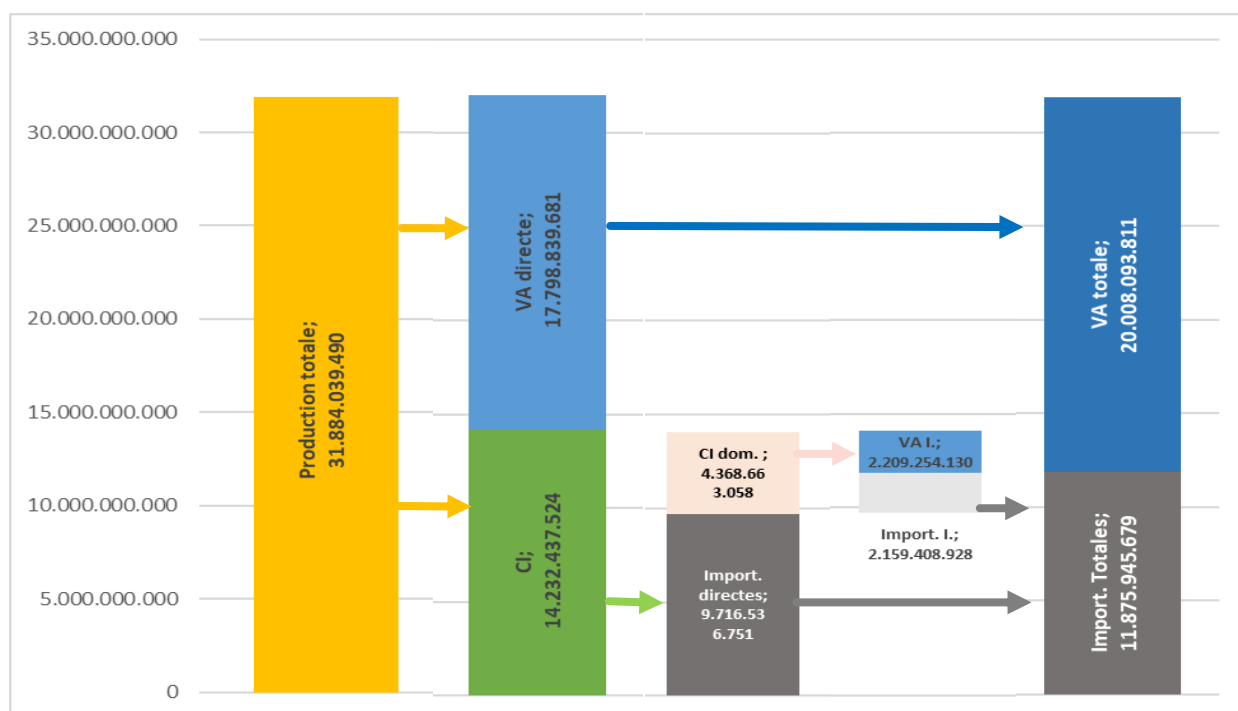 35.000.000.000
30.000.000.000
25.000.000.000
20.000.000.000
15.000.000.000
10.000.000.000
5.000.000.000
0
Production totale;
31.884.039.490
VA directe;
17.798.839.681
CI;
14.232.437.524
CI dom. ;
4.368.66
3.058
Import.
directes;
9.716.53
6.751
VA I.;
2.209.254.130
Import. I.;
2.159.408.928
VA totale;
20.008.093.811
Import. Totales;
11.875.945.679